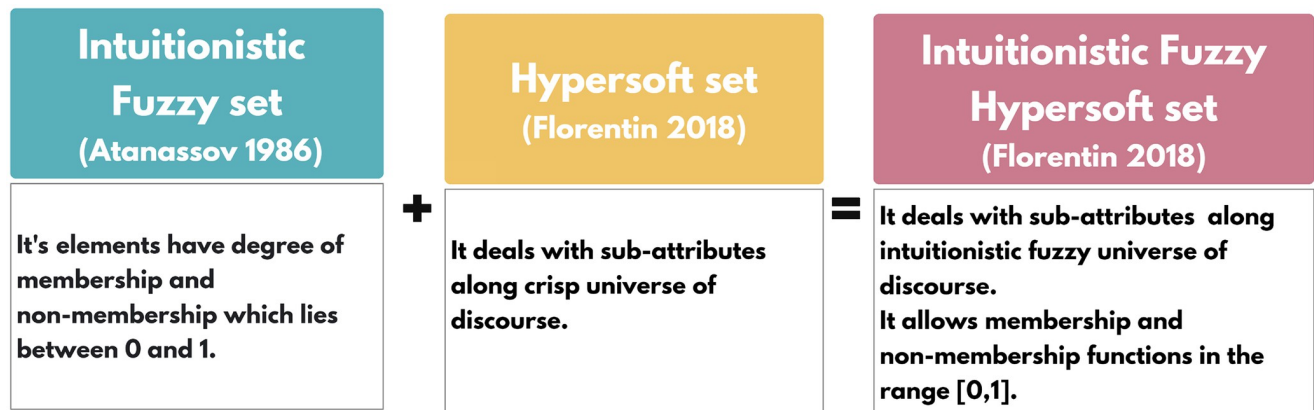 Intuitionistic
Fuzzy set
(Atanassov 1986)
It's elements have degree of
membership and
non-membership which lies
between 0 and 1.
+
Hypersoft set
(Florentin 2018)
It deals with sub-attributes
along crisp universe of
discourse.
=
Intuitionistic Fuzzy
Hypersoft set
(Florentin 2018)
It deals with sub-attributes along
intuitionistic fuzzy universe of
discourse.
It allows membership and
non-membership functions in the
range [0,1].